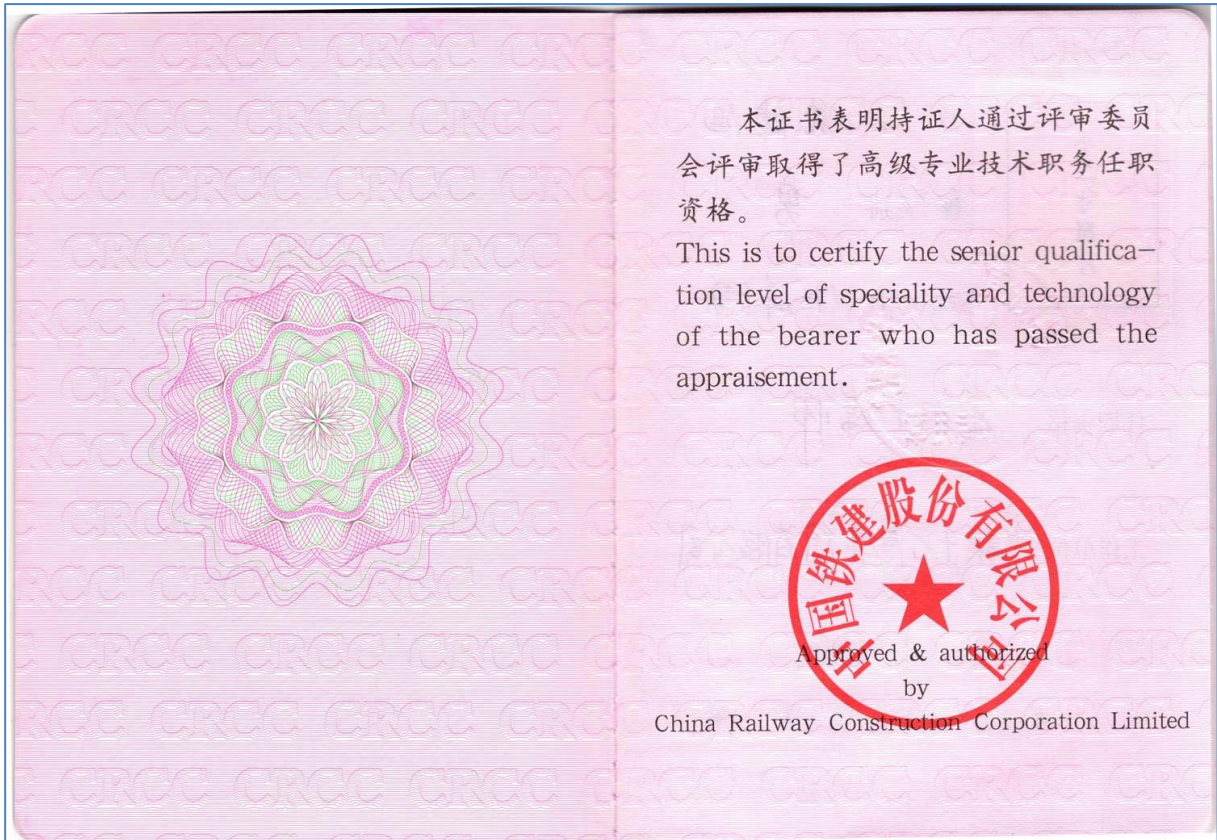 本证书表明持证人通过评审委员
会评审取得了高级专业技术职务任职
资格。
This is to certify the senior qualifica-
tion level of speciality and technology
of the bearer who has passed the
appraisement.
中国铁建股份有限公司
Approved & authorized
by
China Railway Construction Corporation Limited
CRCC